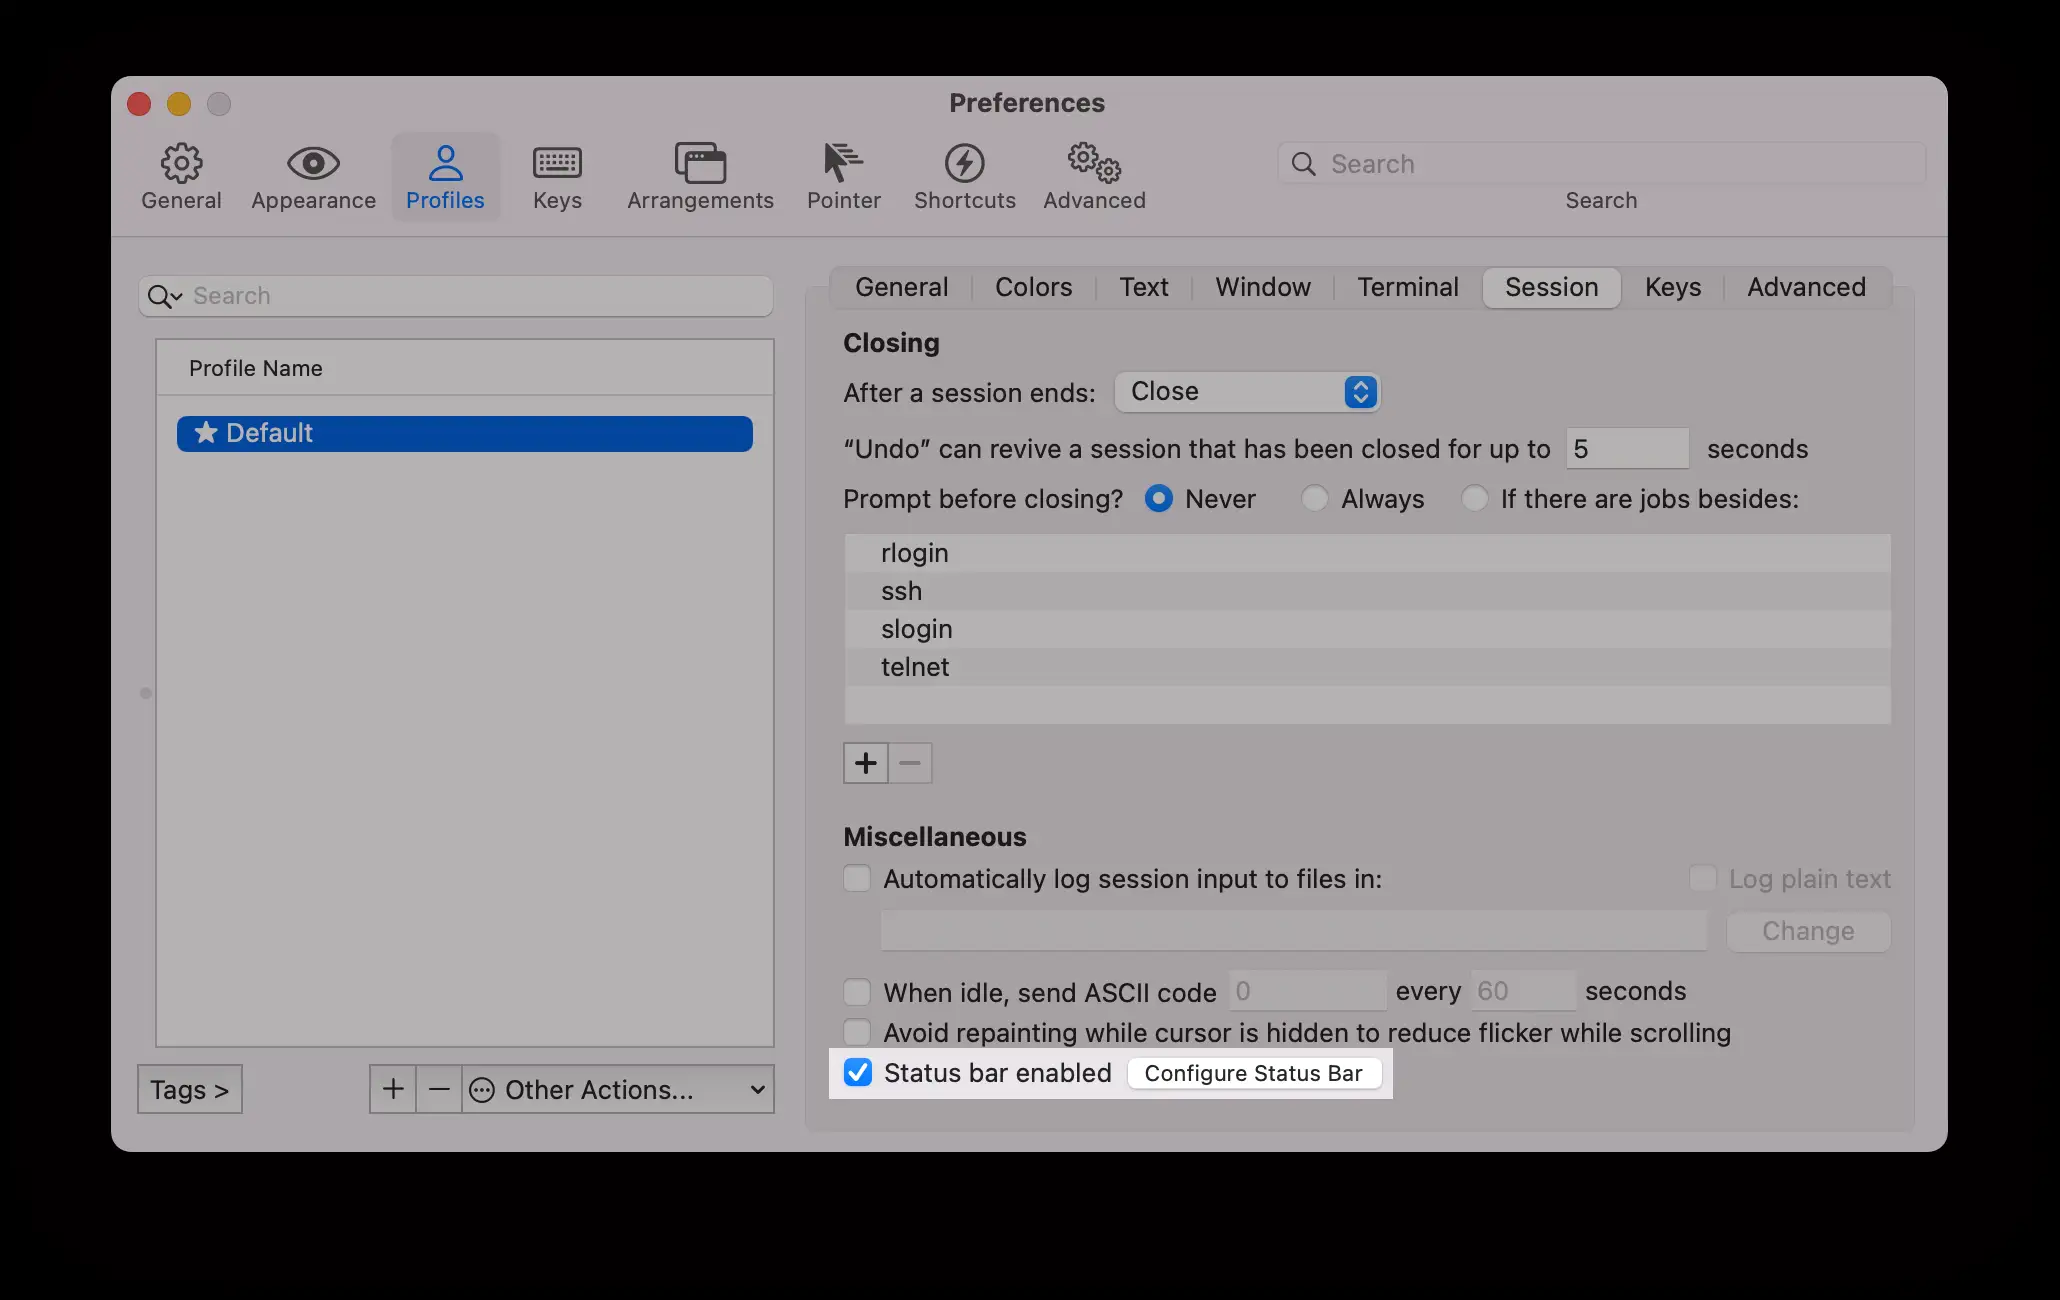 Preferences
General Appearance Profiles Keys Arrangements Pointer Shortcuts Advanced
Search
Search
Search
Profile Name
Default
Tags >
Other Actions...
General Colors Text Window Terminal Session Keys Advanced
Closing
After a session ends: Close
“Undo” can revive a session that has been closed for up to 5 seconds
Prompt before closing? Never Always If there are jobs besides:
rlogin
ssh
slogin
telnet
Miscellaneous
Automatically log session input to files in: Log plain text
Change
When idle, send ASCII code 0 every 60 seconds
Avoid repainting while cursor is hidden to reduce flicker while scrolling
Status bar enabled Configure Status Bar